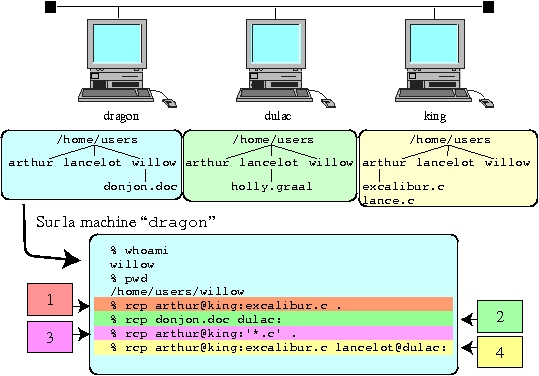 dragon dulac king
/home/users /home/users /home/users
arthur lancelot willow arthur lancelot willow arthur lancelot willow
donjon.doc holly.graal excalibur.c
lance.c
Sur la machine “dragon”
% whoami
willow
% pwd
/home/users/willow
1 % rcp arthur@king:excalibur.c .
% rcp donjon.doc dulac: 2
3 % rcp arthur@king:'*.c' .
% rcp arthur@king:excalibur.c lancelot@dulac: 4